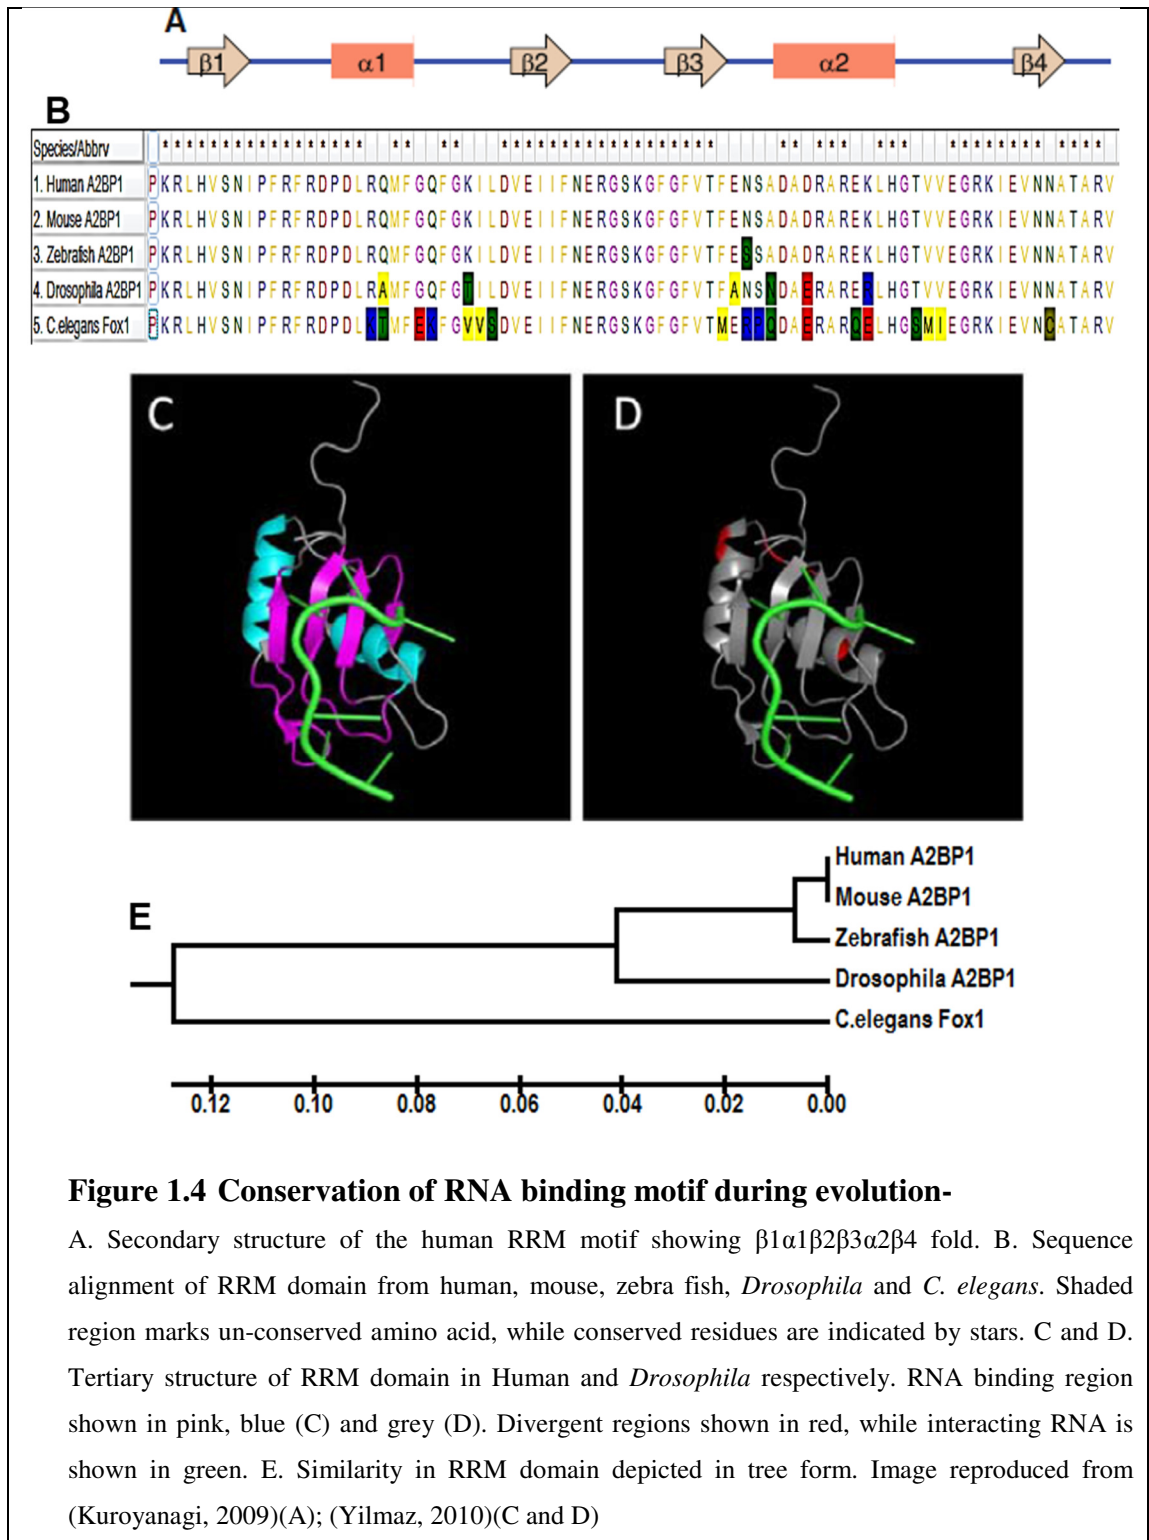 A
β1 α1 β2 β3 α2 β4
B
Species/Abbrv * * * * * * * * * * * * * * * * * * * * * * * * * * * * * * * * * * * * * * * * * * * * * * * * * * * * * * * * * * * * *
1. Human A2BP1 PKRLHVSNIPFRFRDPDLRQMFGQFGKILDVEIIFNERGSKGFGFVTFENSADADRAREKLHGTVVEGRKIEVNNATARV
2. Mouse A2BP1 PKRLHVSNIPFRFRDPDLRQMFGQFGKILDVEIIFNERGSKGFGFVTFENSADADRAREKLHGTVVEGRKIEVNNATARV
3. Zebrafish A2BP1 PKRLHVSNIPFRFRDPDLRQMFGQFGKILDVEIIFNERGSKGFGFVTFESSADADRAREKLHGTVVEGRKIEVNNATARV
4. Drosophila A2BP1 PKRLHVSNIPFRFRDPDLRAMFGQFGTILDVEIIFNERGSKGFGFVTFANSNDAERARERLHGTVVEGRKIEVNNATARV
5. C.elegans Fox1 PKRLHVSNIPFRFRDPDLKTMFEKFGVVSDVEIIFNERGSKGFGFVTMERPQDAERARQELHGSMIEGRKIEVNCATARV
C
D
E
Human A2BP1
Mouse A2BP1
Zebrafish A2BP1
Drosophila A2BP1
C.elegans Fox1
0.12 0.10 0.08 0.06 0.04 0.02 0.00
Figure 1.4 Conservation of RNA binding motif during evolution-
A. Secondary structure of the human RRM motif showing β1α1β2β3α2β4 fold. B. Sequence
alignment of RRM domain from human, mouse, zebra fish, Drosophila and C. elegans. Shaded
region marks un-conserved amino acid, while conserved residues are indicated by stars. C and D.
Tertiary structure of RRM domain in Human and Drosophila respectively. RNA binding region
shown in pink, blue (C) and grey (D). Divergent regions shown in red, while interacting RNA is
shown in green. E. Similarity in RRM domain depicted in tree form. Image reproduced from
(Kuroyanagi, 2009)(A); (Yilmaz, 2010)(C and D)